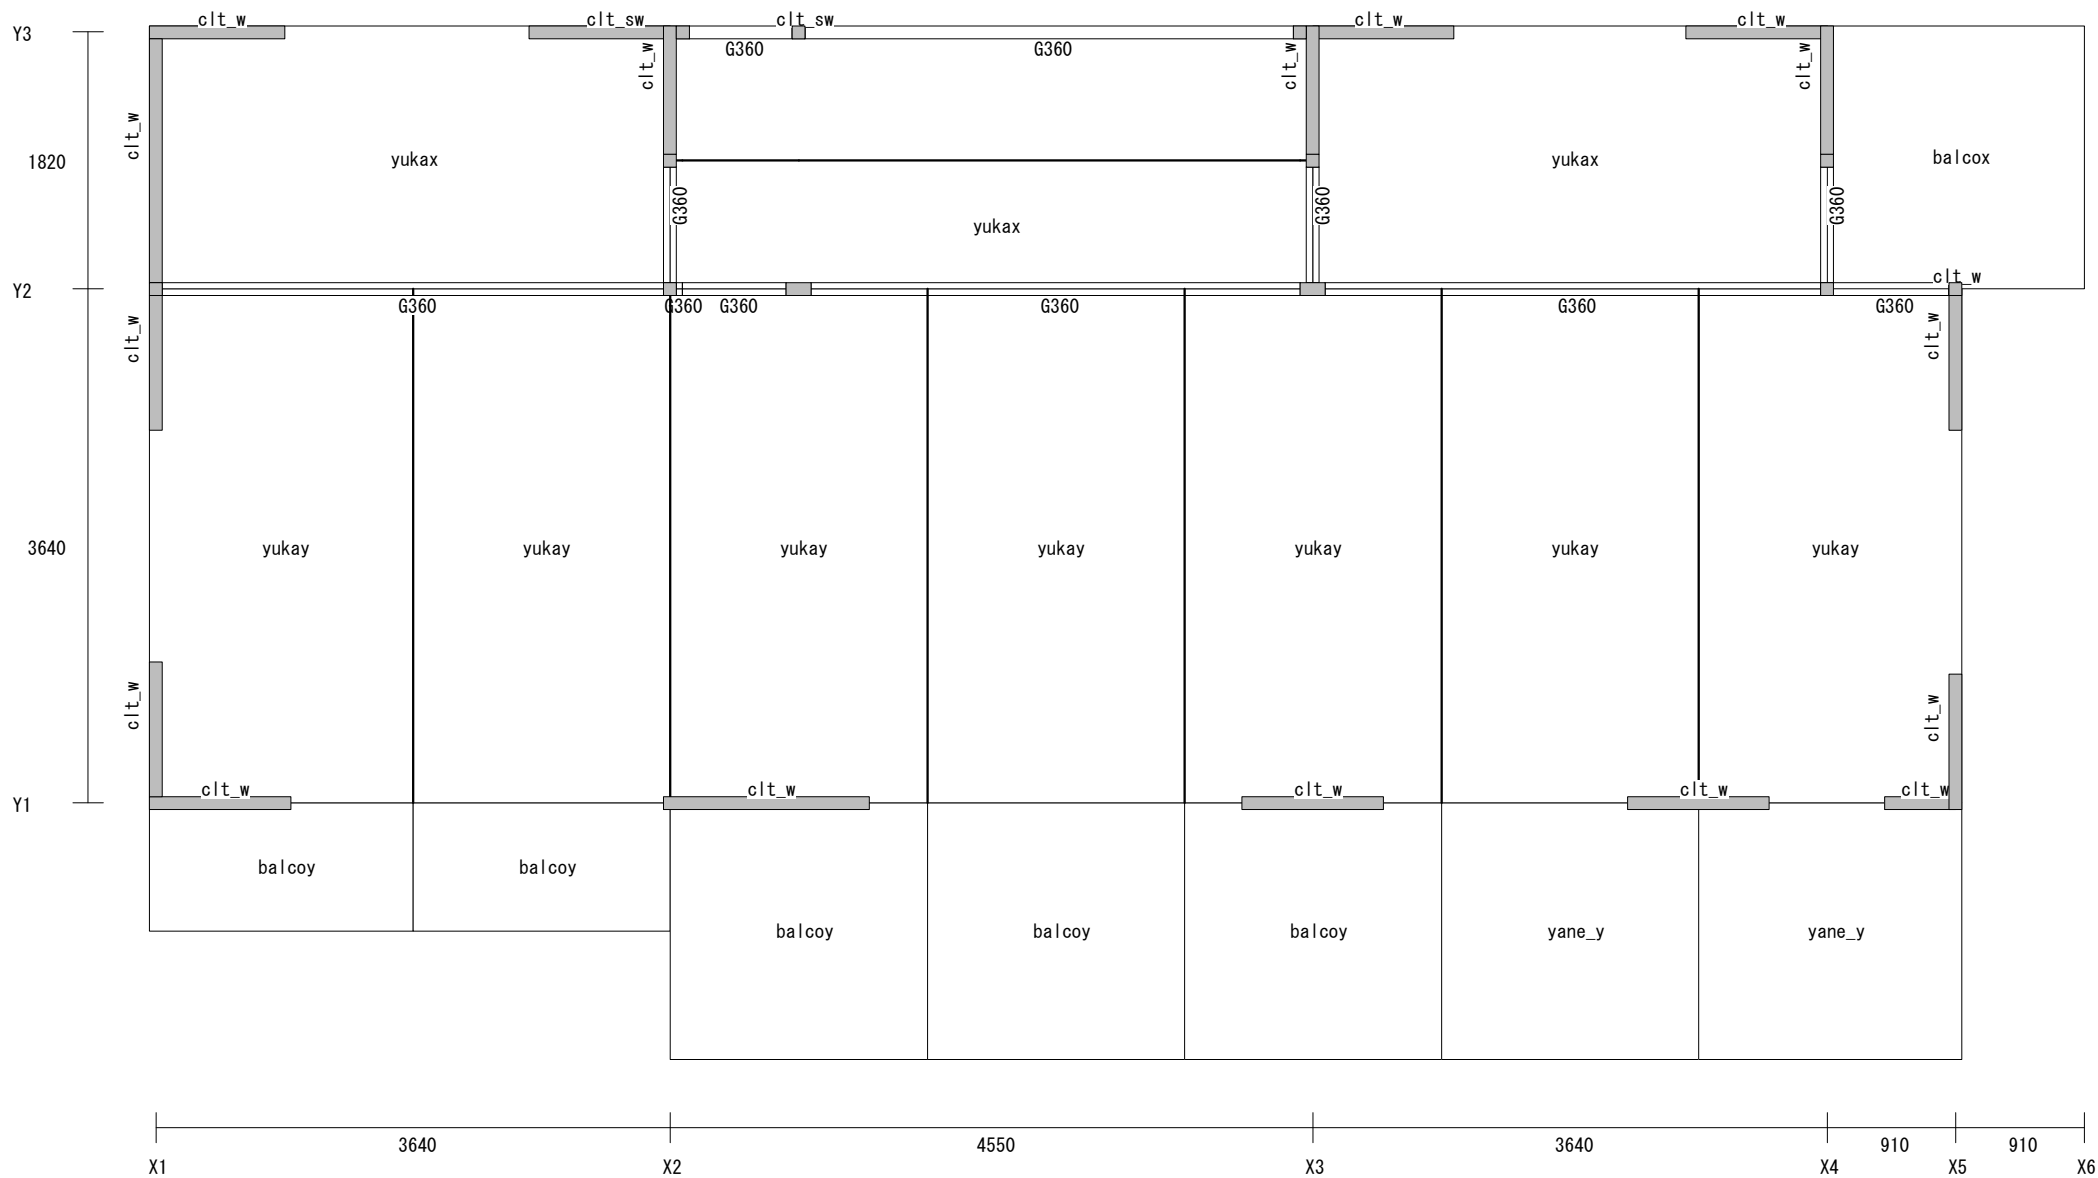 clt_w clt_sw clt_sw clt_w clt_w
Y3
G360 G360
clt_w clt_w clt_w
clt_w
1820 yukax yukax balcox
G360 G360 G360
yukax
clt_w
Y2
G360 G360 G360 G360 G360 G360
clt_w clt_w
3640 yukay yukay yukay yukay yukay yukay yukay
clt_w clt_w
clt_w clt_w clt_w clt_w clt_w
Y1
balcoy balcoy
balcoy balcoy balcoy yane_y yane_y
3640 4550 3640 910 910
X1 X2 X3 X4 X5 X6